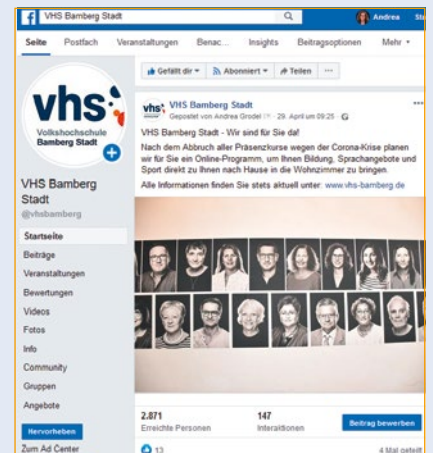 VHS Bamberg Stadt
Andrea
Seite Postfach Veranstaltungen Benac... Insights Beitragsoptionen Mehr
Gefällt dir Abonniert Teilen ...
vhs
Volkshochschule
Bamberg Stadt
VHS Bamberg
Stadt
@vhsbamberg
Startseite
Beiträge
Veranstaltungen
Bewertungen
Videos
Fotos
Info
Community
Gruppen
Angebote
Hervorheben
Zum Ad Center
vhs VHS Bamberg Stadt
Gepostet von Andrea Grodel · 29. April um 09:25 ·
VHS Bamberg Stadt - Wir sind für Sie da!
Nach dem Abbruch aller Präsenzkurse wegen der Corona-Krise planen
wir für Sie ein Online-Programm, um Ihnen Bildung, Sprachangebote und
Sport direkt zu Ihnen nach Hause in die Wohnzimmer zu bringen.
Alle Informationen finden Sie stets aktuell unter: www.vhs-bamberg.de
2.871 147
Erreichte Personen Interaktionen Beitrag bewerben
13 4 Mal geteilt